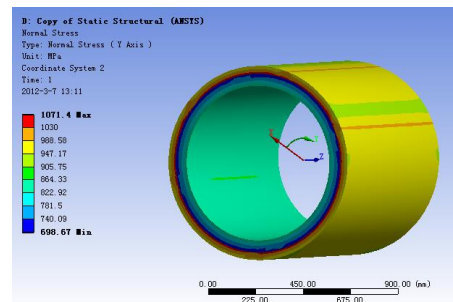 B: Copy of Static Structural (ANSYS)
Normal Stress
Type: Normal Stress ( Y Axis )
Unit: MPa
Coordinate System 2
Time: 1
2012-3-7 13:11
1071.4 Max
1030
988.58
947.17
905.75
864.33
822.92
781.5
740.09
698.67 Min
X
Y
Z
0.00 450.00 900.00 (mm)
225.00 675.00